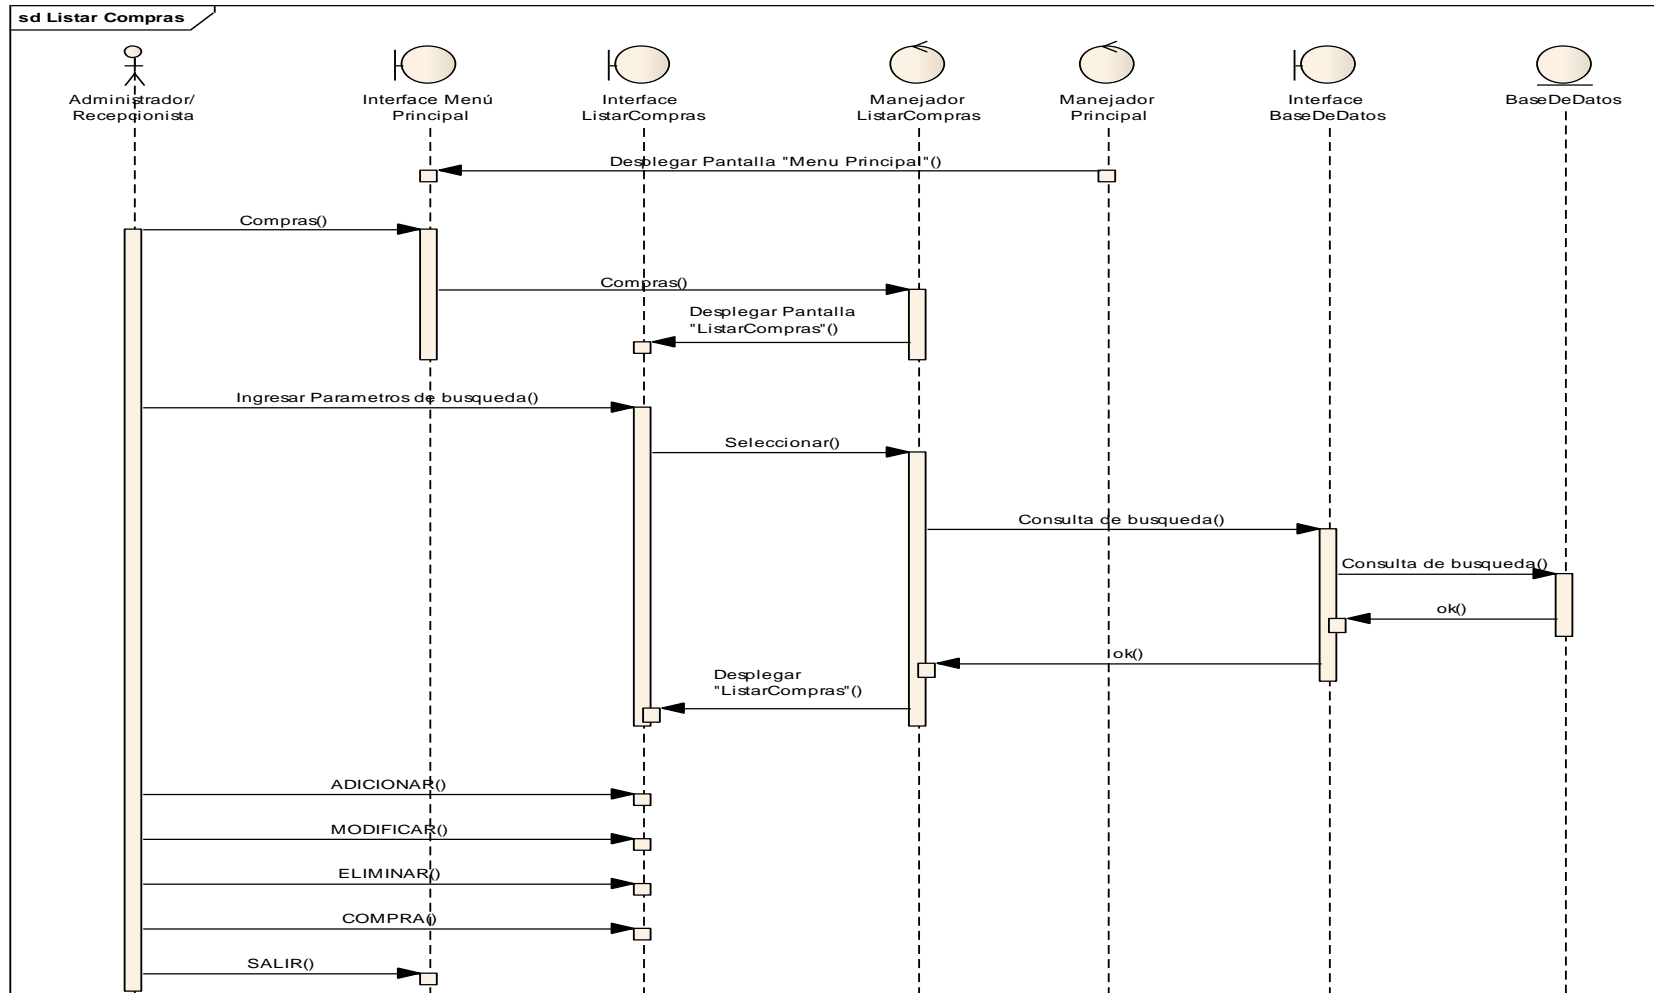 sd Listar Compras
Administrador/
Recepcionista
Interface Menú
Principal
Interface
ListarCompras
Manejador
ListarCompras
Manejador
Principal
Interface
BaseDeDatos
BaseDeDatos
Desplegar Pantalla "Menu Principal"()
Compras()
Compras()
Desplegar Pantalla
"ListarCompras"()
Ingresar Parametros de busqueda()
Seleccionar()
Consulta de busqueda()
Consulta de busqueda()
ok()
ok()
Desplegar
"ListarCompras"()
ADICIONAR()
MODIFICAR()
ELIMINAR()
COMPRA()
SALIR()